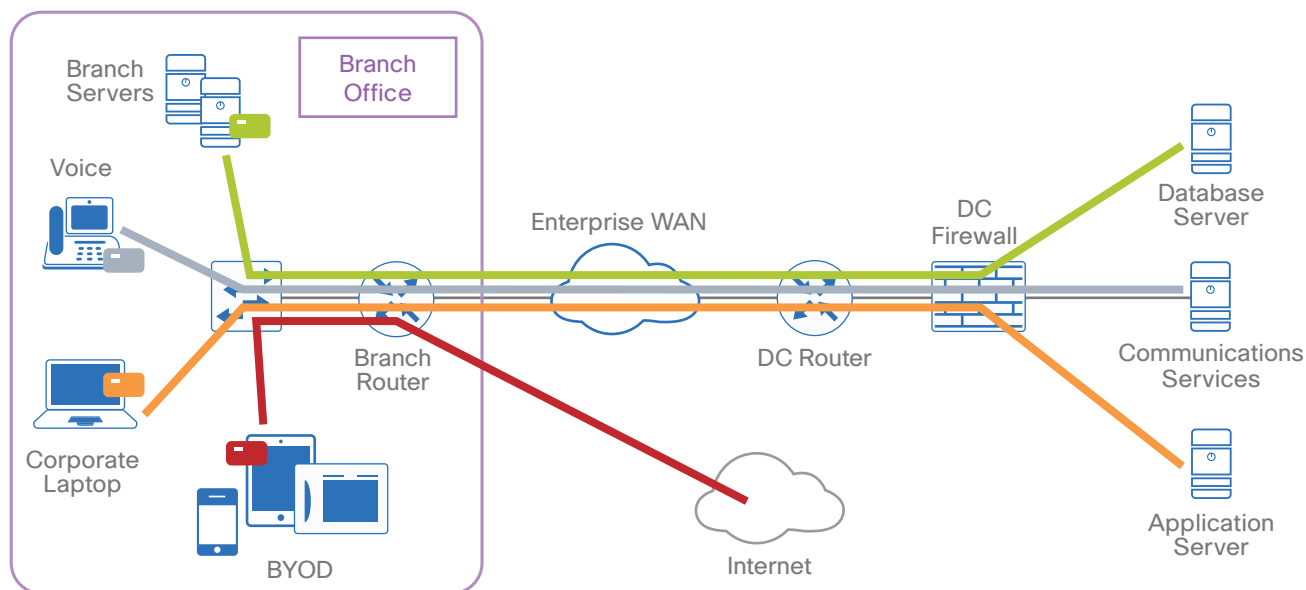 Branch
Servers
Branch
Office
Voice
Enterprise WAN
DC
Firewall
Database
Server
Branch
Router
DC Router
Communications
Services
Corporate
Laptop
BYOD
Internet
Application
Server